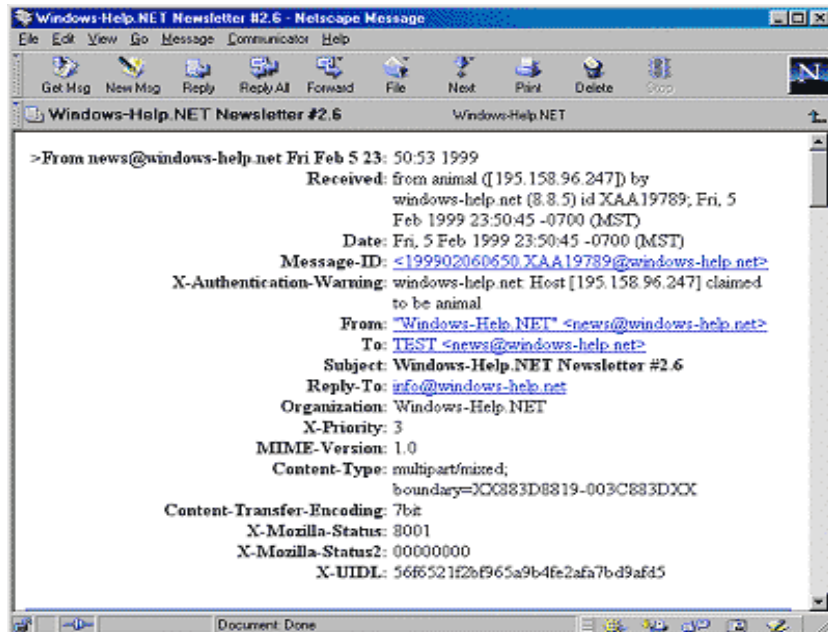 Windows-Help.NET Newsletter #2.6 - Netscape Message
File Edit View Go Message Communicator Help
Get Msg New Msg Reply Reply All Forward File Next Print Delete Stop
Windows-Help.NET Newsletter #2.6 Windows-Help.NET
>From news@windows-help.net Fri Feb 5 23: 50:53 1999
Received: from animal ([195.158.96.247]) by
windows-help.net (8.8.5) id XAA19789; Fri, 5
Feb 1999 23:50:45 -0700 (MST)
Date: Fri, 5 Feb 1999 23:50:45 -0700 (MST)
Message-ID: <199902060650.XAA19789@windows-help.net>
X-Authentication-Warning: windows-help.net: Host [195.158.96.247] claimed
to be animal
From: "Windows-Help.NET" <news@windows-help.net>
To: TEST <news@windows-help.net>
Subject: Windows-Help.NET Newsletter #2.6
Reply-To: info@windows-help.net
Organization: Windows-Help.NET
X-Priority: 3
MIME-Version: 1.0
Content-Type: multipart/mixed;
boundary=XX883D8819-003C883DXX
Content-Transfer-Encoding: 7bit
X-Mozilla-Status: 8001
X-Mozilla-Status2: 00000000
X-UIDL: 56f6521f2bf965a9b4fe2afa7bd9afd5
Document: Done